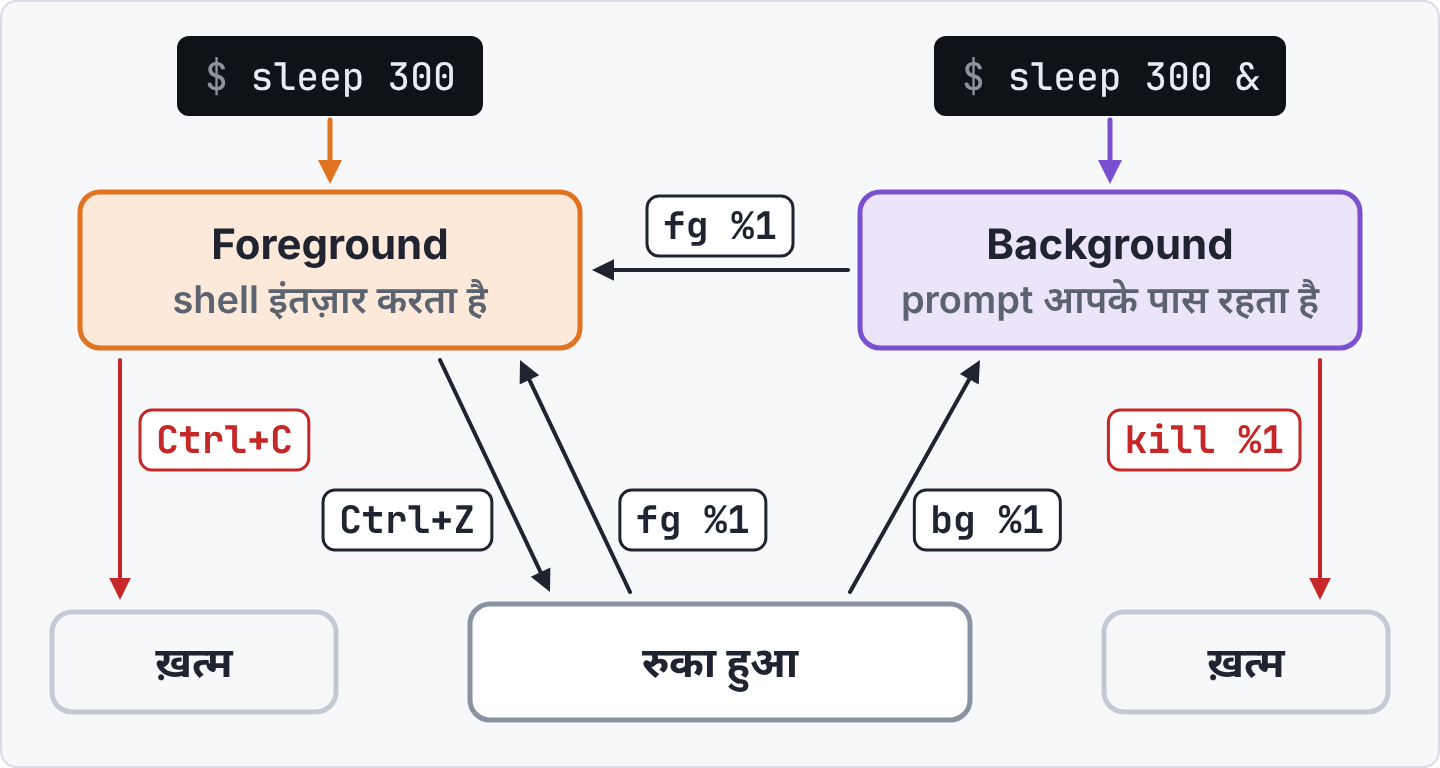 $ sleep 300
$ sleep 300 &
Foreground
shell इंतज़ार करता है
fg %1
Background
prompt आपके पास रहता है
Ctrl+C
kill %1
Ctrl+Z
fg %1
bg %1
ख़त्म
रुका हुआ
ख़त्म